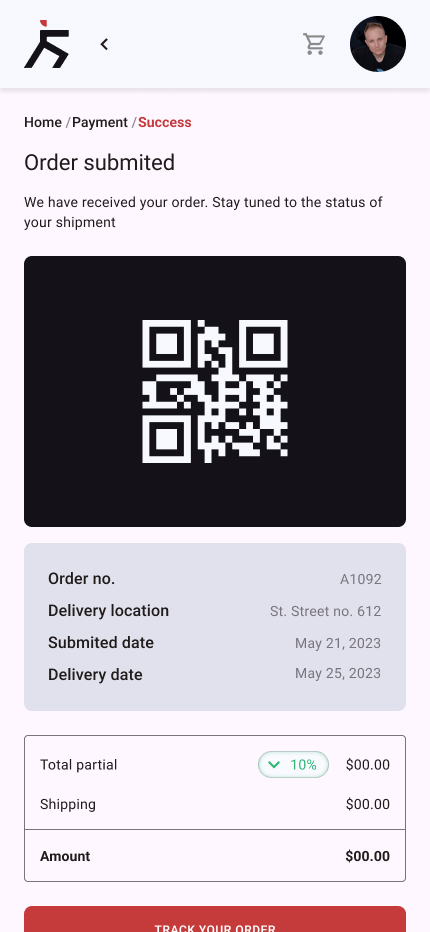 Home /Payment /Success
Order submited
We have received your order. Stay tuned to the status of
your shipment
Order no. A1092
Delivery location St. Street no. 612
Submited date May 21, 2023
Delivery date May 25, 2023
Total partial 10% $00.00
Shipping $00.00
Amount $00.00
TRACK YOUR ORDER